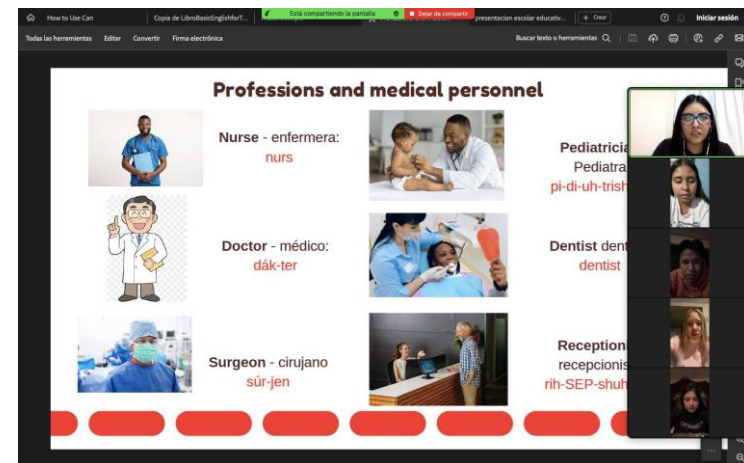 How to Use Can
Copia de LibroBasicEnglishforT...
Está compartiendo la pantalla
Dejar de compartir
presentacion escolar educativ...
+ Crear
Iniciar sesión
Todas las herramientas
Editar
Convertir
Firma electrónica
Buscar texto o herramientas
Professions and medical personnel
Nurse - enfermera:
nurs
Pediatricia
Pediatra
pi-di-uh-trish
Doctor - médico:
dák-ter
Dentist dent
dentist
Surgeon - cirujano
súr-jen
Reception
recepcionis
rih-SEP-shuh